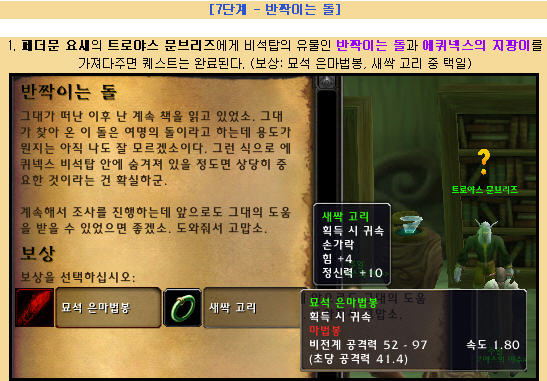 [7단계 - 반짝이는 돌]
1. 페더문 요새의 트로야스 문브리즈에게 비석탑의 유물인 반짝이는 돌과 에퀴넥스의 지팡이를
가져다주면 퀘스트는 완료된다. (보상: 묘석 은마법봉, 새싹 고리 중 택일)
반짝이는 돌
그대가 떠난 이후 난 계속 책을 읽고 있었소. 그대
가 찾아 온 이 돌은 여명의 돌이라고 하는데 용도가
뭔지는 아직 나도 잘 모르겠소이다. 그런 식으로 에
퀴넥스 비석탑 안에 숨겨져 있을 정도면 상당히 중
요한 것이라는 건 확실하군.
계속해서 조사를 진행하는데 앞으로도 그대의 도움
을 받을 수 있었으면 좋겠소. 도와줘서 고맙소.
보상
보상을 선택하십시오:
묘석 은마법봉
새싹 고리
새싹 고리
획득 시 귀속
손가락
힘 +4
정신력 +10
트로야스 문브리즈
대의 도움
맙소.
묘석 은마법봉
획득 시 귀속
마법봉
비전계 공격력 52 - 97 속도 1.80
(초당 공격력 41.4)